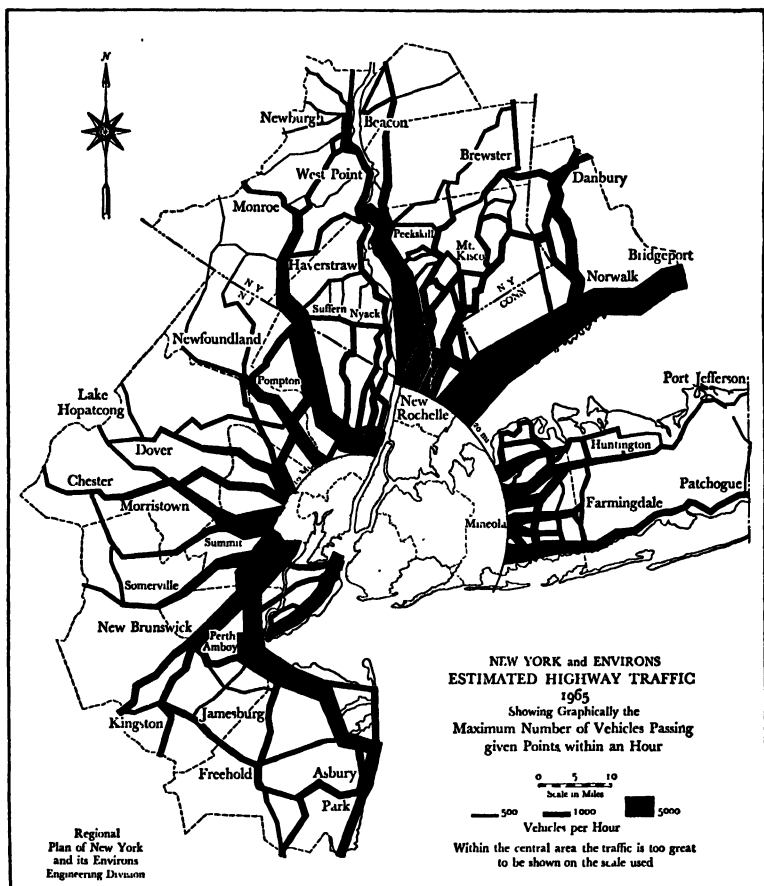 N
Newburgh
Beacon
Brewster
West Point
Danbury
Monroe
Peekskill
Mt.
Kisco
Bridgeport
Haverstraw
N Y
CONN
Norwalk
N Y
N J
Suffern
Nyack
Newfoundland
Pompton
Port Jefferson
Lake
Hopatcong
New
Rochelle
20 mi
Dover
Huntington
Chester
Patchogue
Morristown
Farmingdale
Mineola
Summit
Somerville
New Brunswick
Perth
Amboy
Kingston
Jamesburg
Freehold
Asbury
Park
NEW YORK and ENVIRONS
ESTIMATED HIGHWAY TRAFFIC
1965
Showing Graphically the
Maximum Number of Vehicles Passing
given Points, within an Hour
0 5 10
Scale in Miles
500 1000 5000
Vehicles per Hour
Within the central area the traffic is too great
to be shown on the scale used
Regional
Plan of New York
and its Environs
Engineering Division